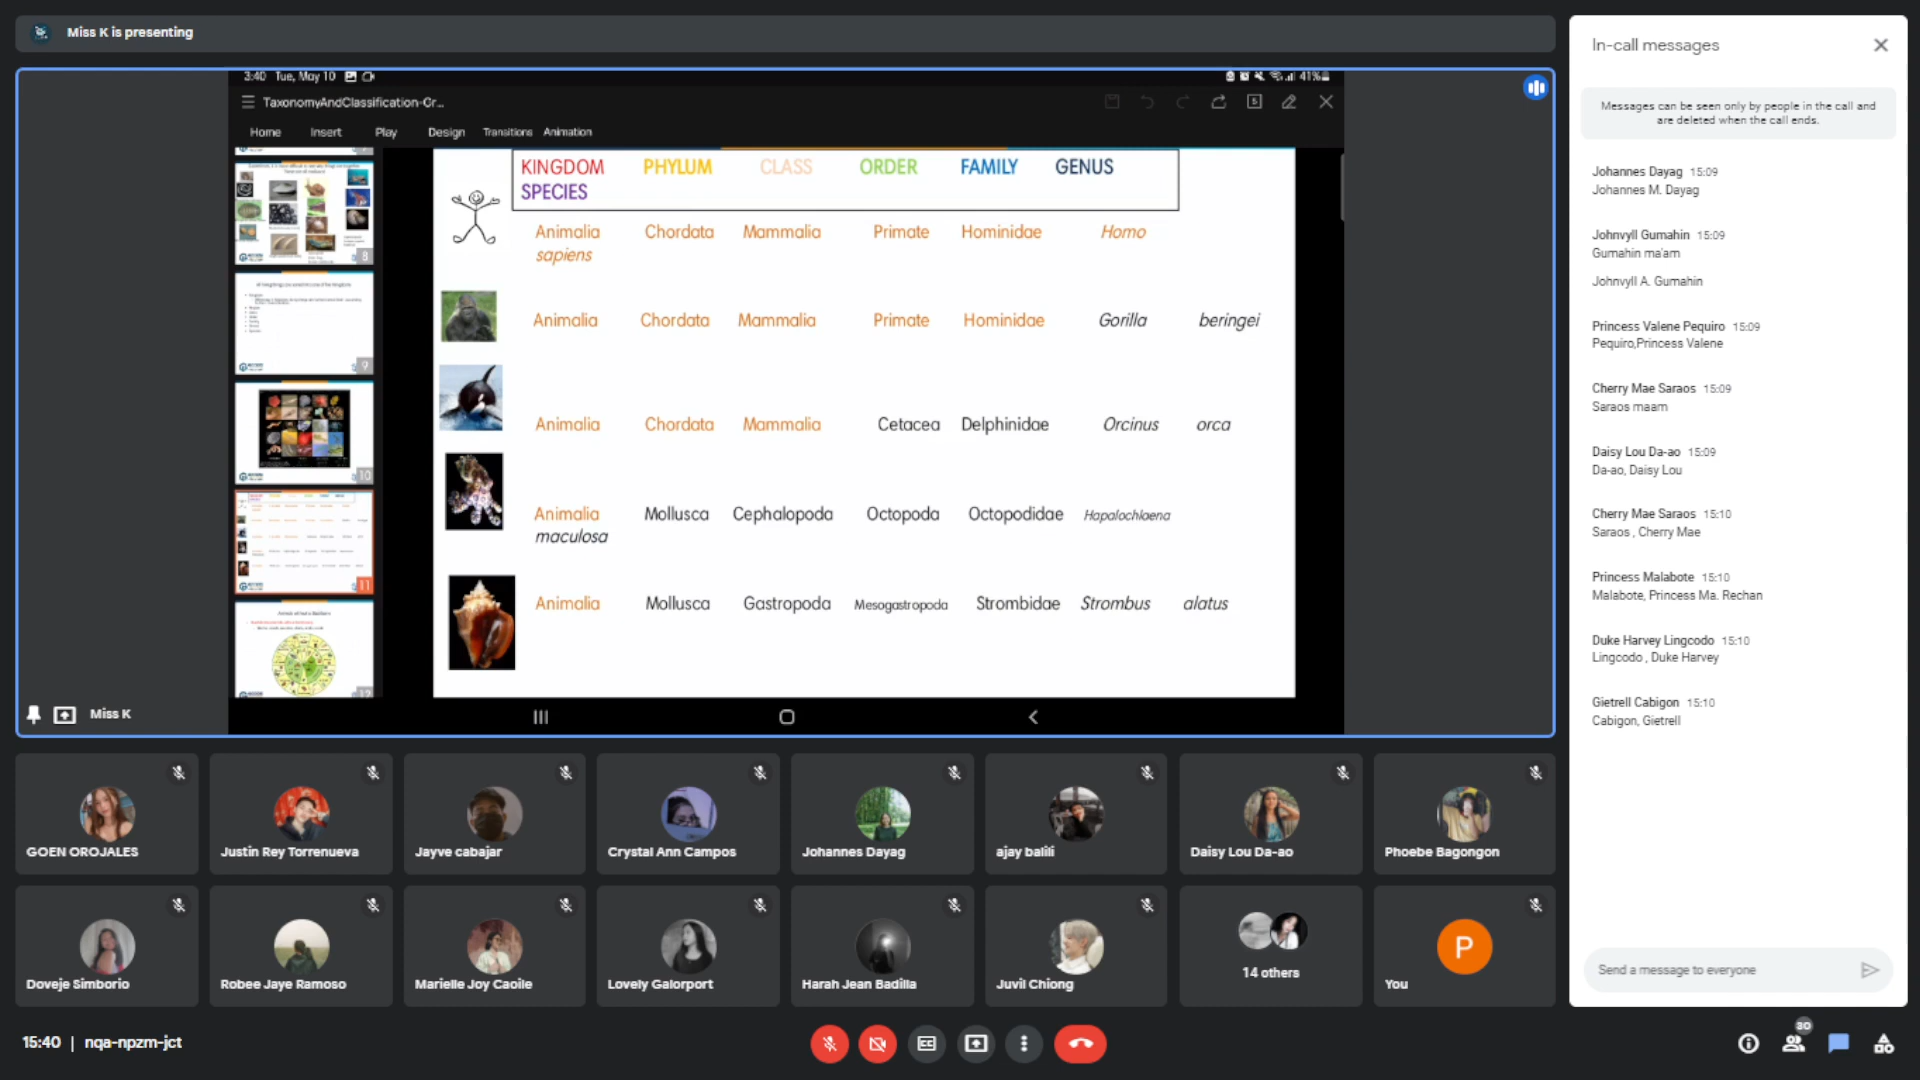 Miss K is presenting
3:40 Tue, May 10
41%
TaxonomyAndClassification-Gr...
Home Insert Play Design Transitions Animation
8
9
10
11
12
KINGDOM PHYLUM CLASS ORDER FAMILY GENUS
SPECIES
Animalia Chordata Mammalia Primate Hominidae Homo
sapiens
Animalia Chordata Mammalia Primate Hominidae Gorilla beringei
Animalia Chordata Mammalia Cetacea Delphinidae Orcinus orca
Animalia Mollusca Cephalopoda Octopoda Octopodidae Hapalochlaena
maculosa
Animalia Mollusca Gastropoda Mesogastropoda Strombidae Strombus alatus
Miss K
GOEN OROJALES
Justin Rey Torrenueva
Jayve cabajar
Crystal Ann Campos
Johannes Dayag
ajay balili
Daisy Lou Da-ao
Phoebe Bagongon
Doveje Simborio
Robee Jaye Ramoso
Marielle Joy Caoile
Lovely Galorport
Harah Jean Badilla
Juvil Chiong
14 others
P
You
15:40 | nqa-npzm-jct
30
In-call messages
Messages can be seen only by people in the call and
are deleted when the call ends.
Johannes Dayag 15:09
Johannes M. Dayag
Johnvyll Gumahin 15:09
Gumahin ma'am
Johnvyll A. Gumahin
Princess Valene Pequiro 15:09
Pequiro,Princess Valene
Cherry Mae Saraos 15:09
Saraos maam
Daisy Lou Da-ao 15:09
Da-ao, Daisy Lou
Cherry Mae Saraos 15:10
Saraos , Cherry Mae
Princess Malabote 15:10
Malabote, Princess Ma. Rechan
Duke Harvey Lingcodo 15:10
Lingcodo , Duke Harvey
Gietrell Cabigon 15:10
Cabigon, Gietrell
Send a message to everyone